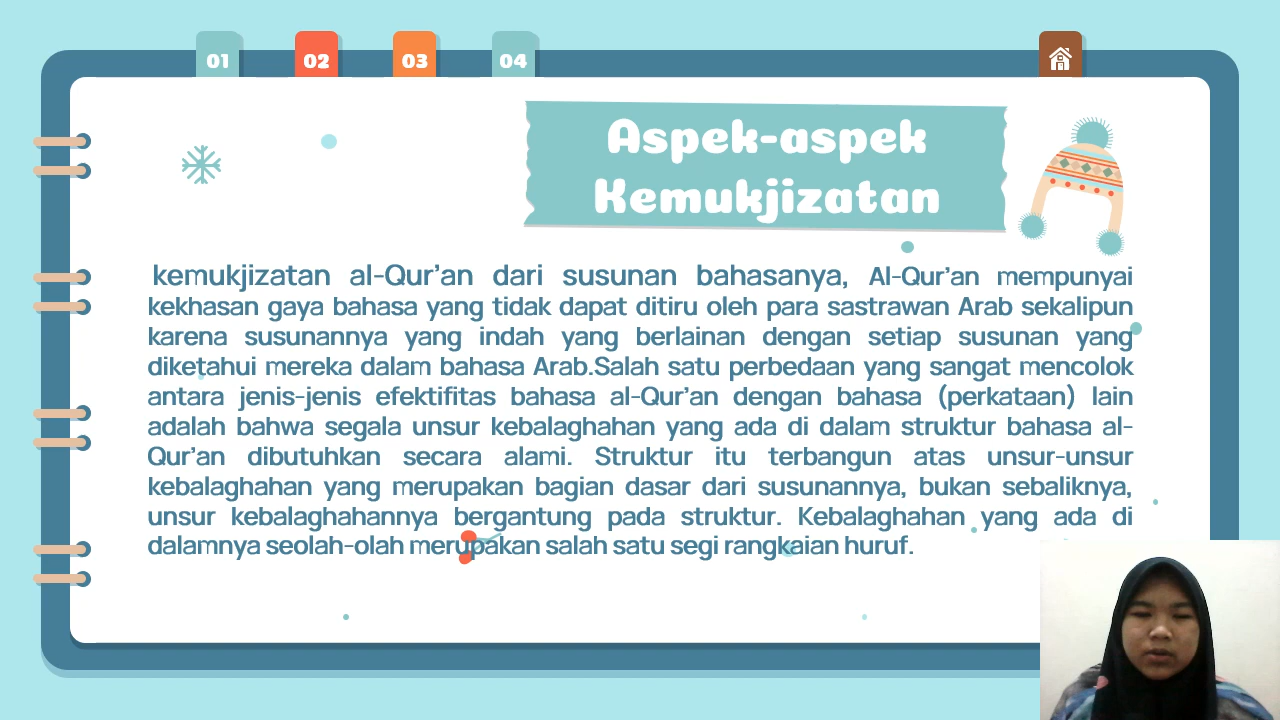 01 02 03 04
Aspek-aspek
Kemukjizatan
kemukjizatan al-Qur'an dari susunan bahasanya, Al-Qur'an mempunyai
kekhasan gaya bahasa yang tidak dapat ditiru oleh para sastrawan Arab sekalipun
karena susunannya yang indah yang berlainan dengan setiap susunan yang
diketahui mereka dalam bahasa Arab.Salah satu perbedaan yang sangat mencolok
antara jenis-jenis efektifitas bahasa al-Qur'an dengan bahasa (perkataan) lain
adalah bahwa segala unsur kebalaghahan yang ada di dalam struktur bahasa al-
Qur'an dibutuhkan secara alami. Struktur itu terbangun atas unsur-unsur
kebalaghahan yang merupakan bagian dasar dari susunannya, bukan sebaliknya,
unsur kebalaghahannya bergantung pada struktur. Kebalaghahan yang ada di
dalamnya seolah-olah merupakan salah satu segi rangkaian huruf.